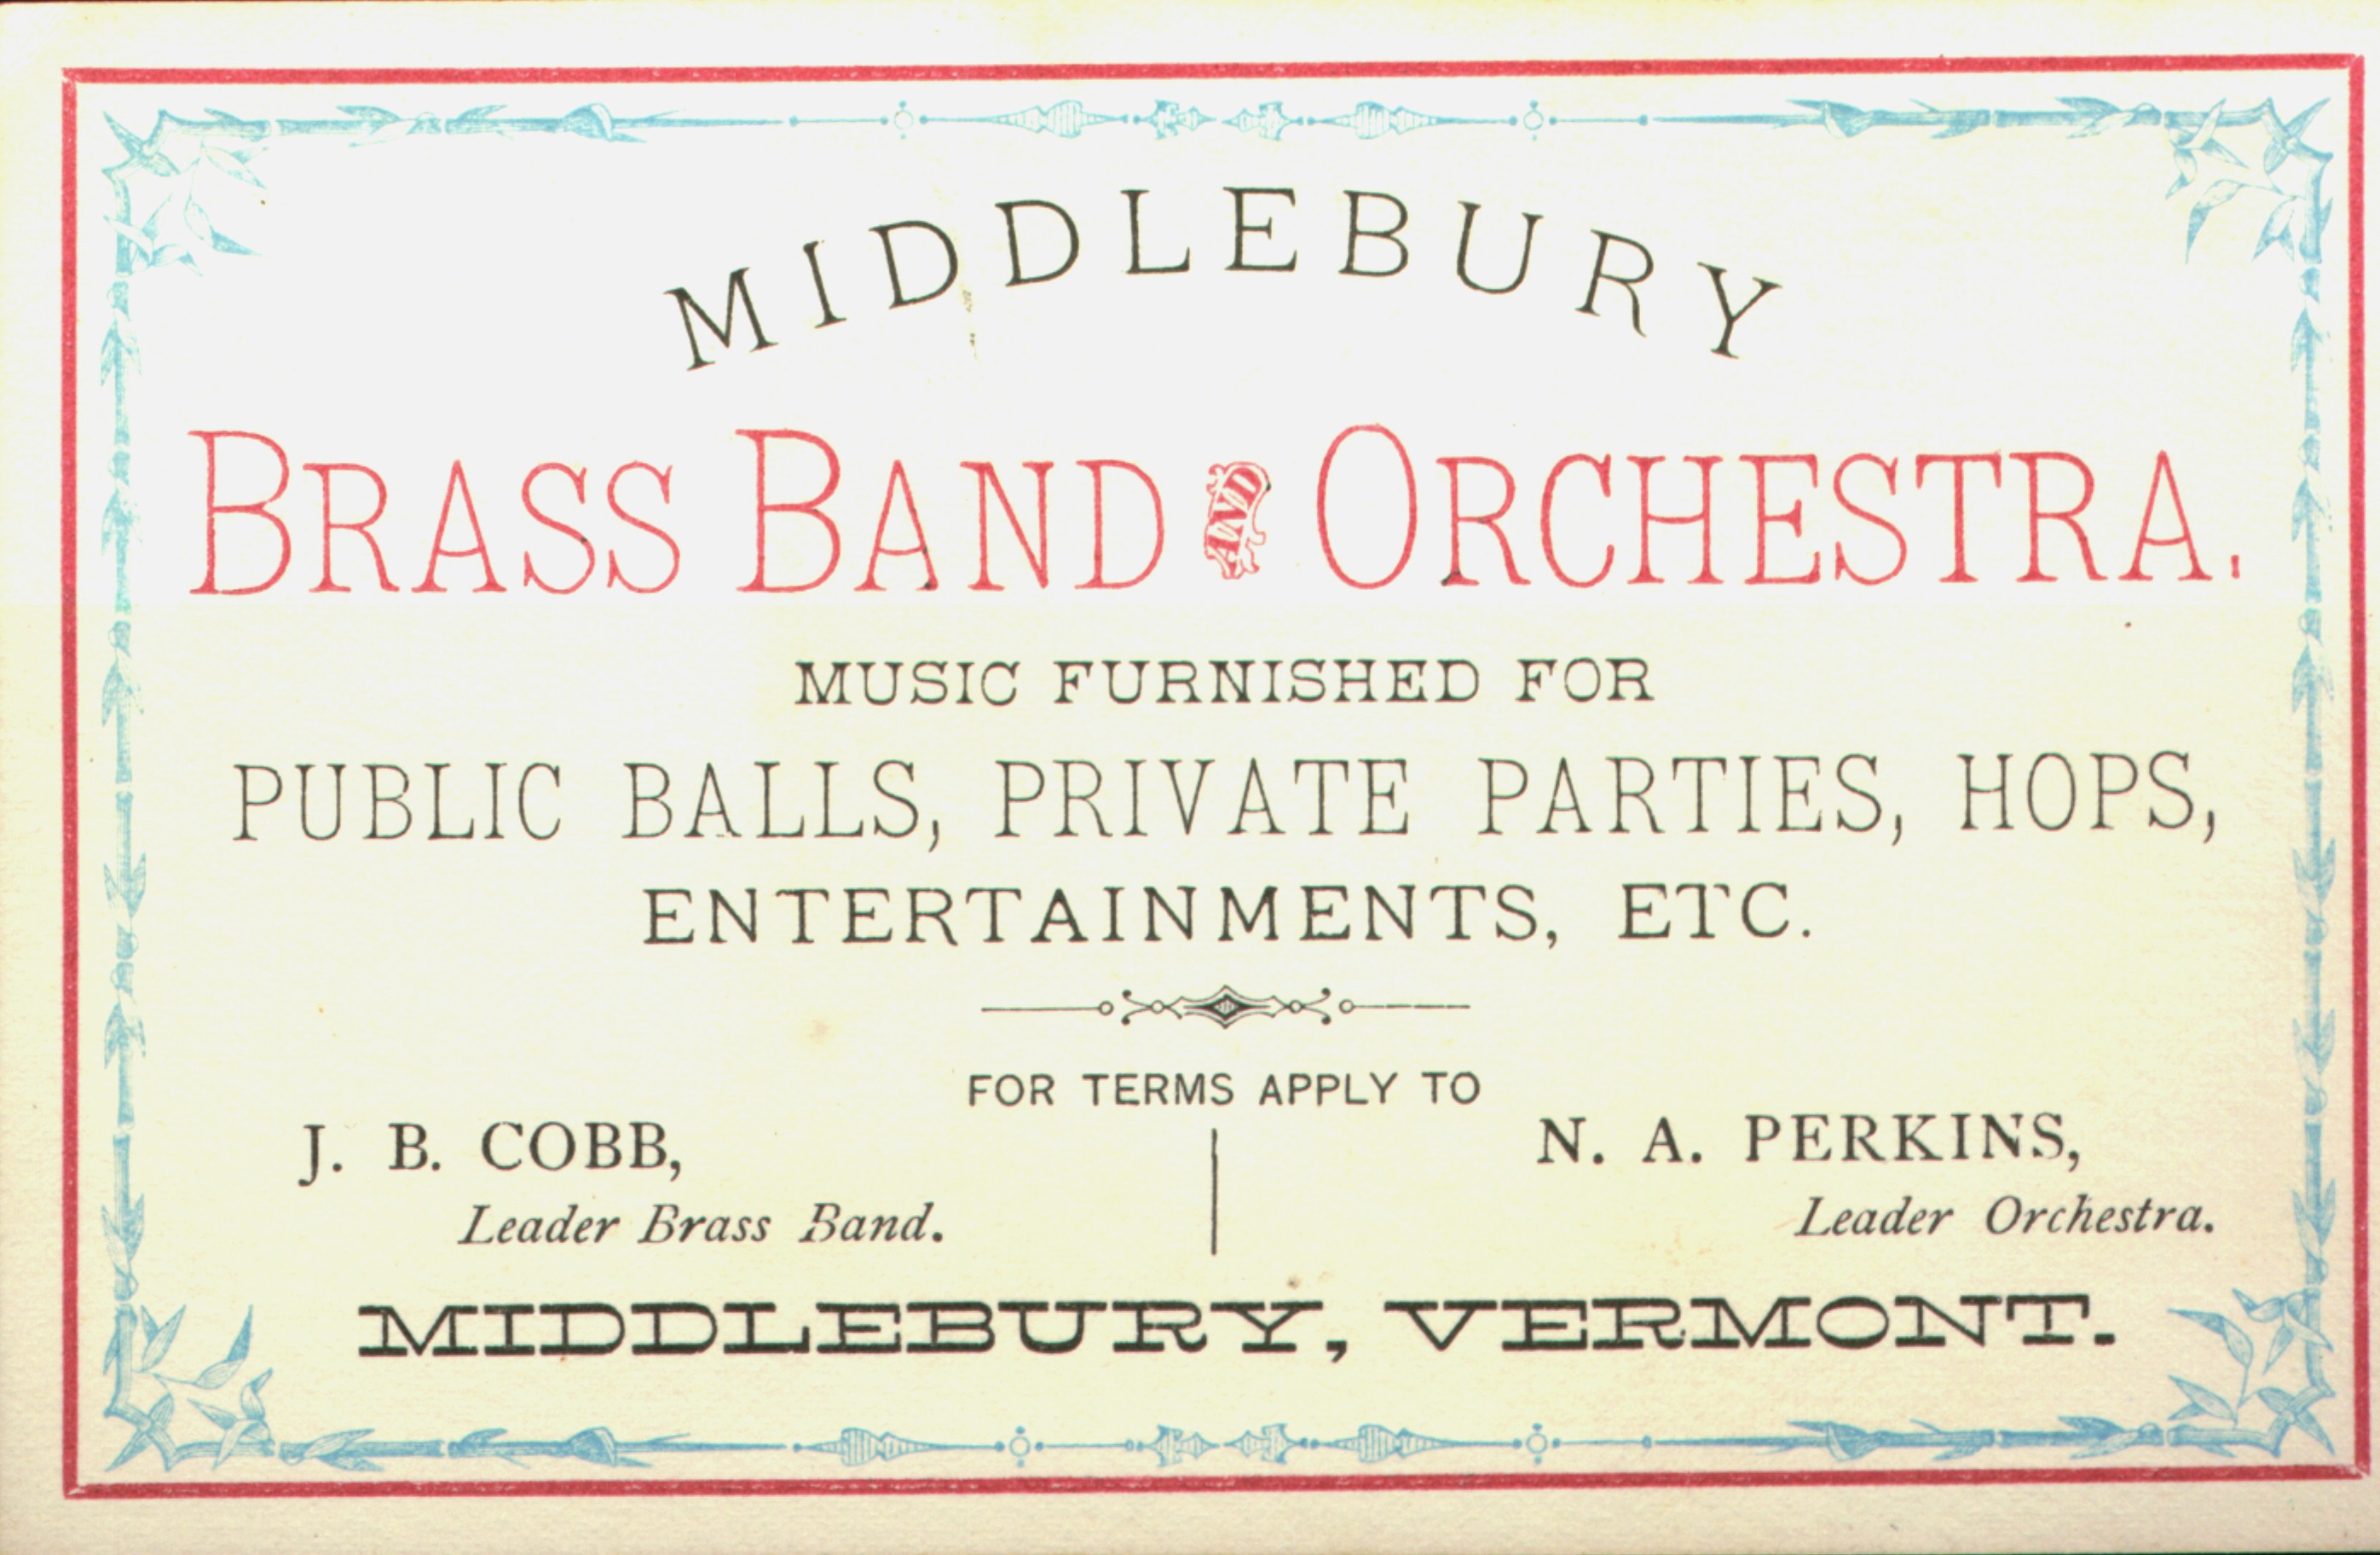 MIDDLEBURY
BRASS BAND AND ORCHESTRA.
MUSIC FURNISHED FOR
PUBLIC BALLS, PRIVATE PARTIES, HOPS,
ENTERTAINMENTS, ETC.
FOR TERMS APPLY TO
J. B. COBB,
Leader Brass Band.
N. A. PERKINS,
Leader Orchestra.
MIDDLEBURY, VERMONT.